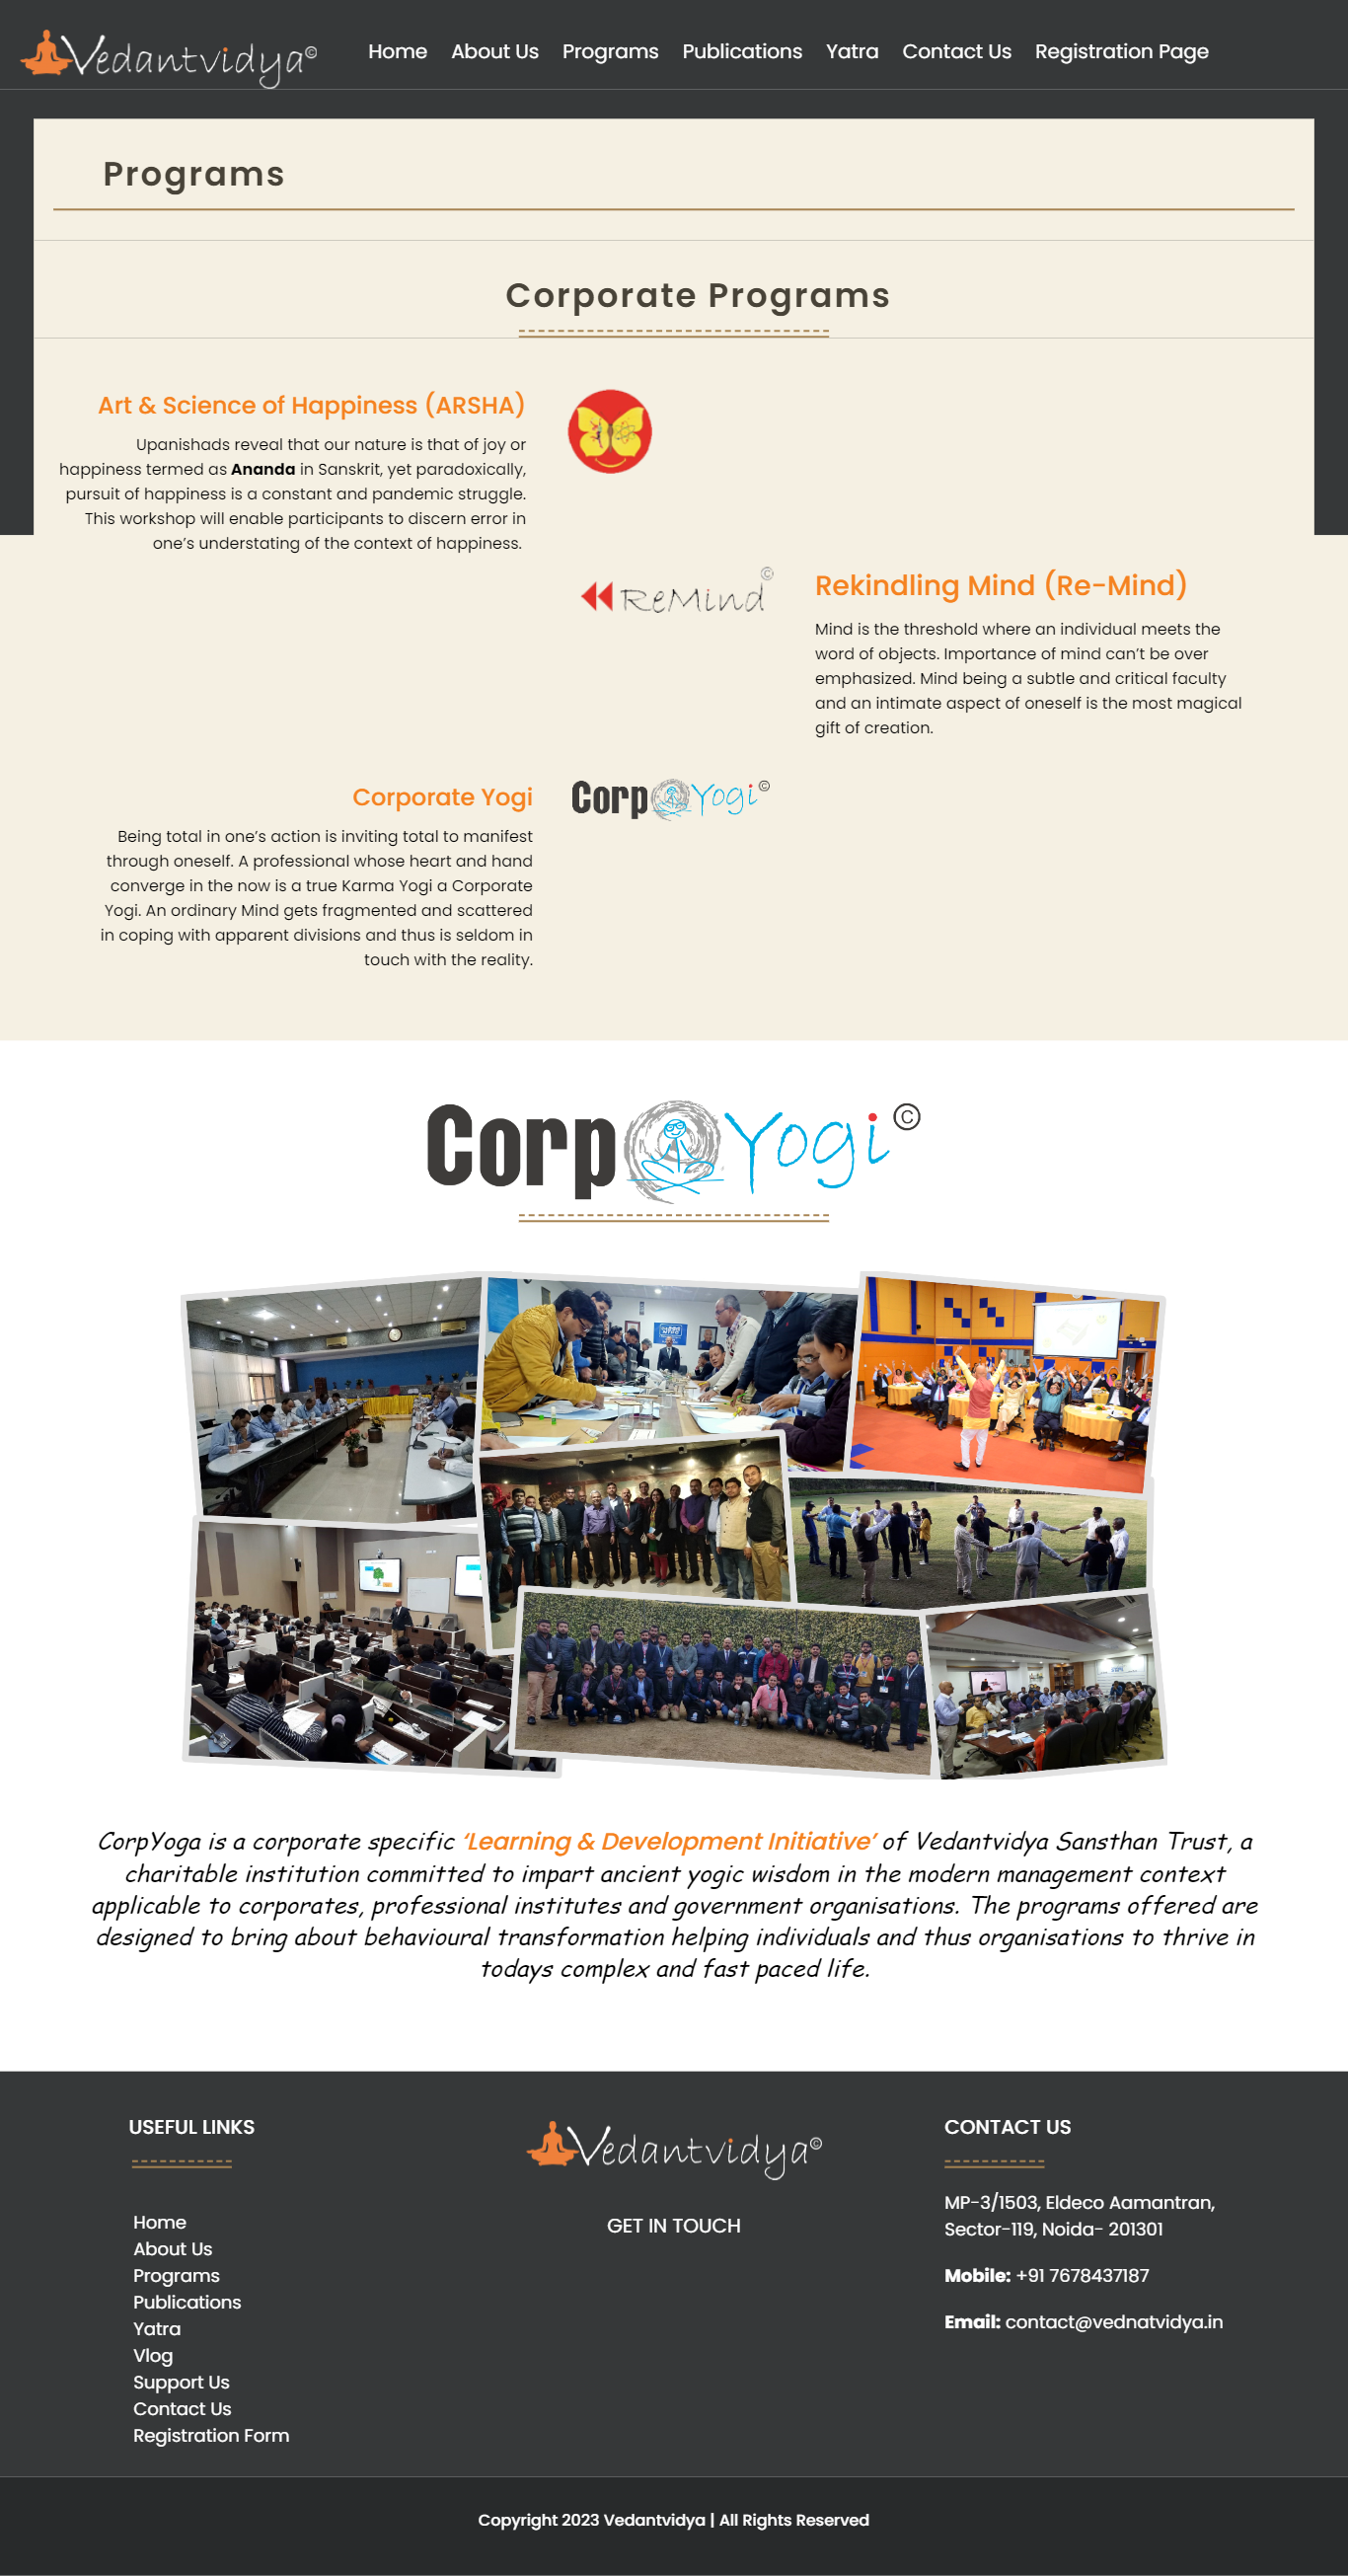 Vedantvidya©
Home About Us Programs Publications Yatra Contact Us Registration Page
Programs
Corporate Programs
Art & Science of Happiness (ARSHA)
Upanishads reveal that our nature is that of joy or
happiness termed as Ananda in Sanskrit, yet paradoxically,
pursuit of happiness is a constant and pandemic struggle.
This workshop will enable participants to discern error in
one’s understating of the context of happiness.
ReMind©
Rekindling Mind (Re-Mind)
Mind is the threshold where an individual meets the
word of objects. Importance of mind can’t be over
emphasized. Mind being a subtle and critical faculty
and an intimate aspect of oneself is the most magical
gift of creation.
Corporate Yogi
Being total in one’s action is inviting total to manifest
through oneself. A professional whose heart and hand
converge in the now is a true Karma Yogi a Corporate
Yogi. An ordinary Mind gets fragmented and scattered
in coping with apparent divisions and thus is seldom in
touch with the reality.
Corp Yogi©
Corp Yogi©
CorpYoga is a corporate specific ‘Learning & Development Initiative’ of Vedantvidya Sansthan Trust, a
charitable institution committed to impart ancient yogic wisdom in the modern management context
applicable to corporates, professional institutes and government organisations. The programs offered are
designed to bring about behavioural transformation helping individuals and thus organisations to thrive in
todays complex and fast paced life.
USEFUL LINKS
Home
About Us
Programs
Publications
Yatra
Vlog
Support Us
Contact Us
Registration Form
Vedantvidya©
GET IN TOUCH
CONTACT US
MP-3/1503, Eldeco Aamantran,
Sector-119, Noida- 201301
Mobile: +91 7678437187
Email: contact@vednatvidya.in
Copyright 2023 Vedantvidya | All Rights Reserved